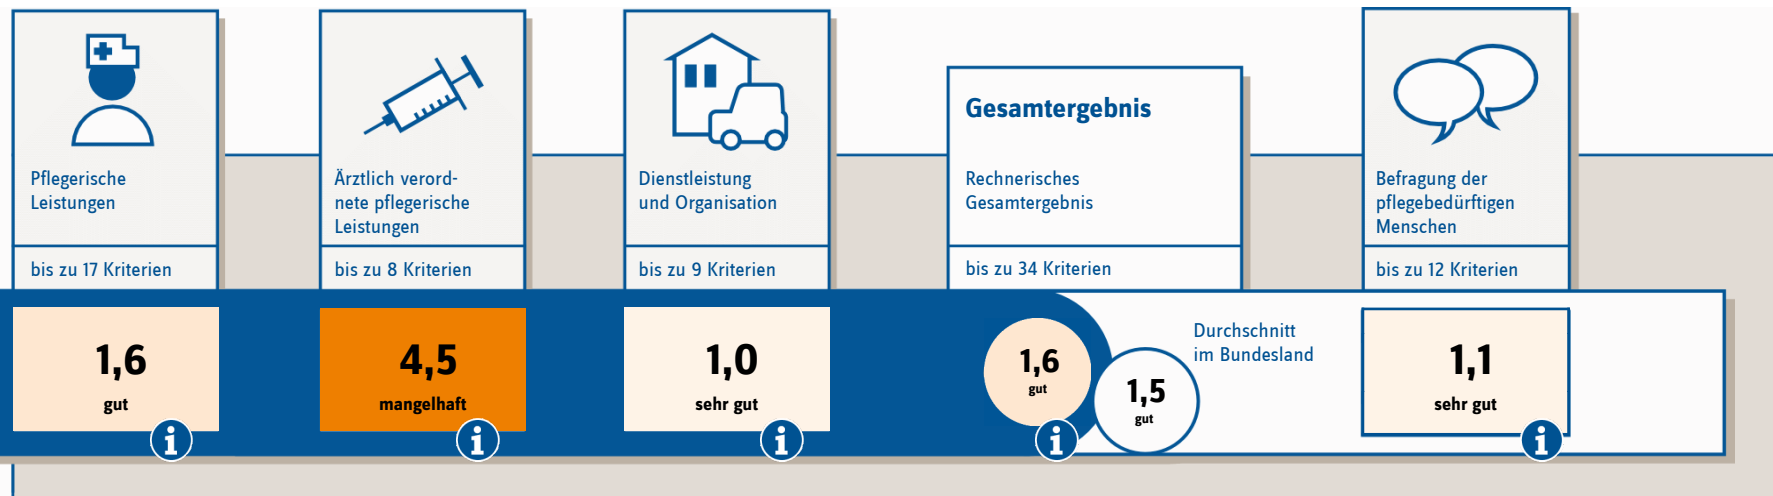 Pflegerische
Leistungen
bis zu 17 Kriterien
1,6
gut
i
Ärztlich verord-
nete pflegerische
Leistungen
bis zu 8 Kriterien
4,5
mangelhaft
i
Dienstleistung
und Organisation
bis zu 9 Kriterien
1,0
sehr gut
i
Gesamtergebnis
Rechnerisches
Gesamtergebnis
bis zu 34 Kriterien
1,6
gut
i
Durchschnitt
im Bundesland
1,5
gut
Befragung der
pflegebedürftigen
Menschen
bis zu 12 Kriterien
1,1
sehr gut
i